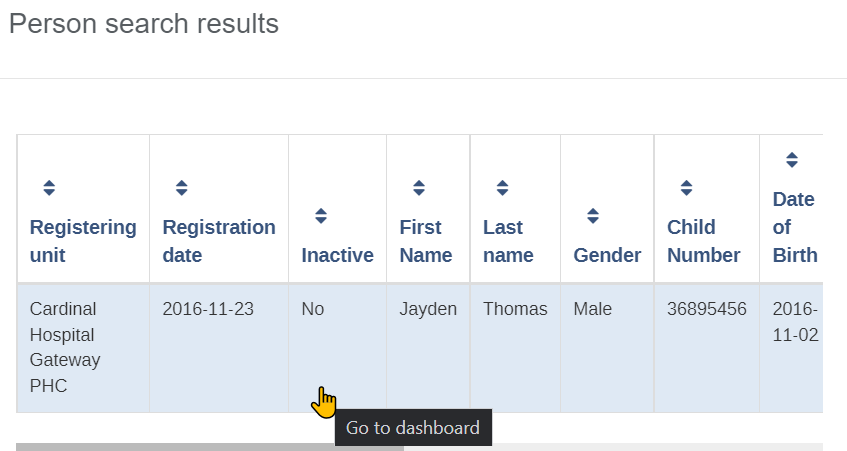 Person search results
Registering unit
Registration date
Inactive
First Name
Last name
Gender
Child Number
Date of Birth
Cardinal Hospital Gateway PHC
2016-11-23
No
Jayden
Thomas
Male
36895456
2016-11-02
Go to dashboard